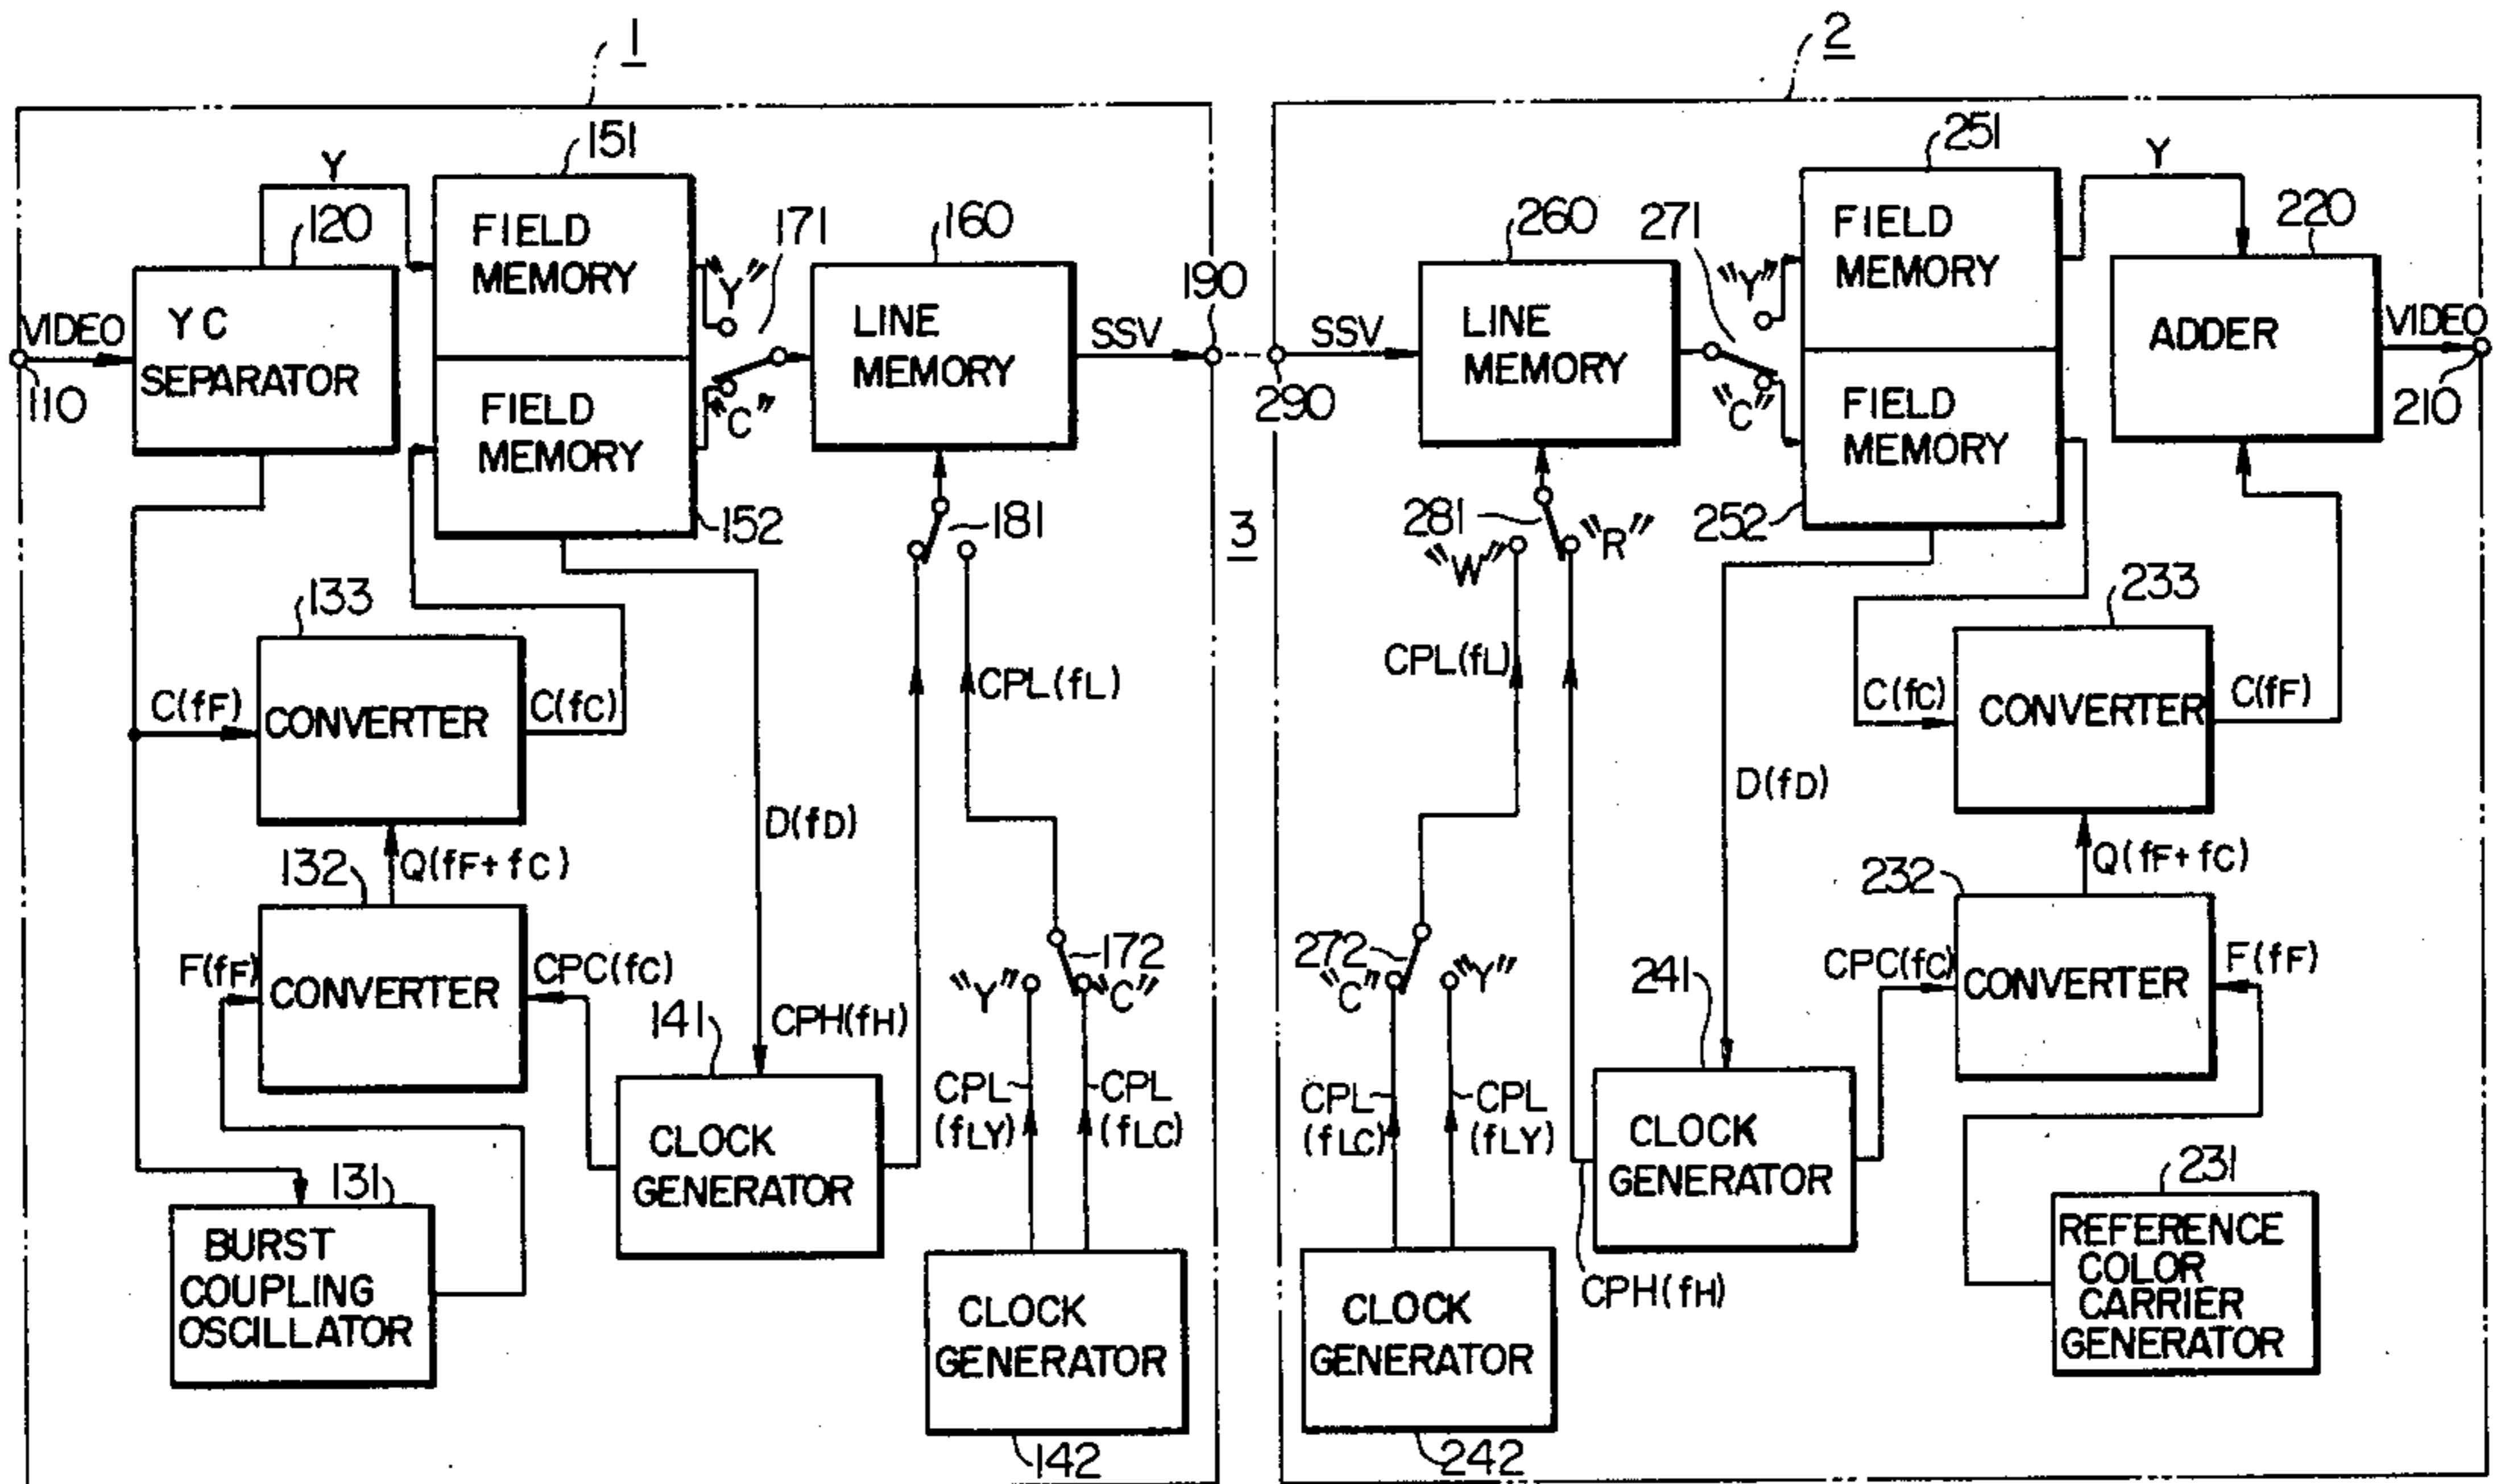 1
2
Y
151
FIELD
MEMORY
120
171
160
190
"Y"
Y C
SEPARATOR
VIDEO
110
LINE
MEMORY
SSV
FIELD
MEMORY
"C"
152
181
3
133
C(fF)
CONVERTER
C(fC)
CPL(fL)
D(fD)
132
Q(fF+fC)
F(fF)
CONVERTER
CPC(fC)
141
CPH(fH)
172
"Y"
"C"
CPL
(fLY)
CPL
(fLC)
CLOCK
GENERATOR
131
BURST
COUPLING
OSCILLATOR
CLOCK
GENERATOR
142
251
Y
FIELD
MEMORY
260
271
220
"Y"
290
SSV
LINE
MEMORY
ADDER
VIDEO
210
"C"
FIELD
MEMORY
281
252
"W"
"R"
233
CPL(fL)
C(fC)
CONVERTER
C(fF)
D(fD)
232
Q(fF+fC)
272
"C"
"Y"
241
CPC(fC)
CONVERTER
F(fF)
CPL
(fLC)
CPL
(fLY)
CLOCK
GENERATOR
231
REFERENCE
COLOR
CARRIER
GENERATOR
CPH(fH)
CLOCK
GENERATOR
242